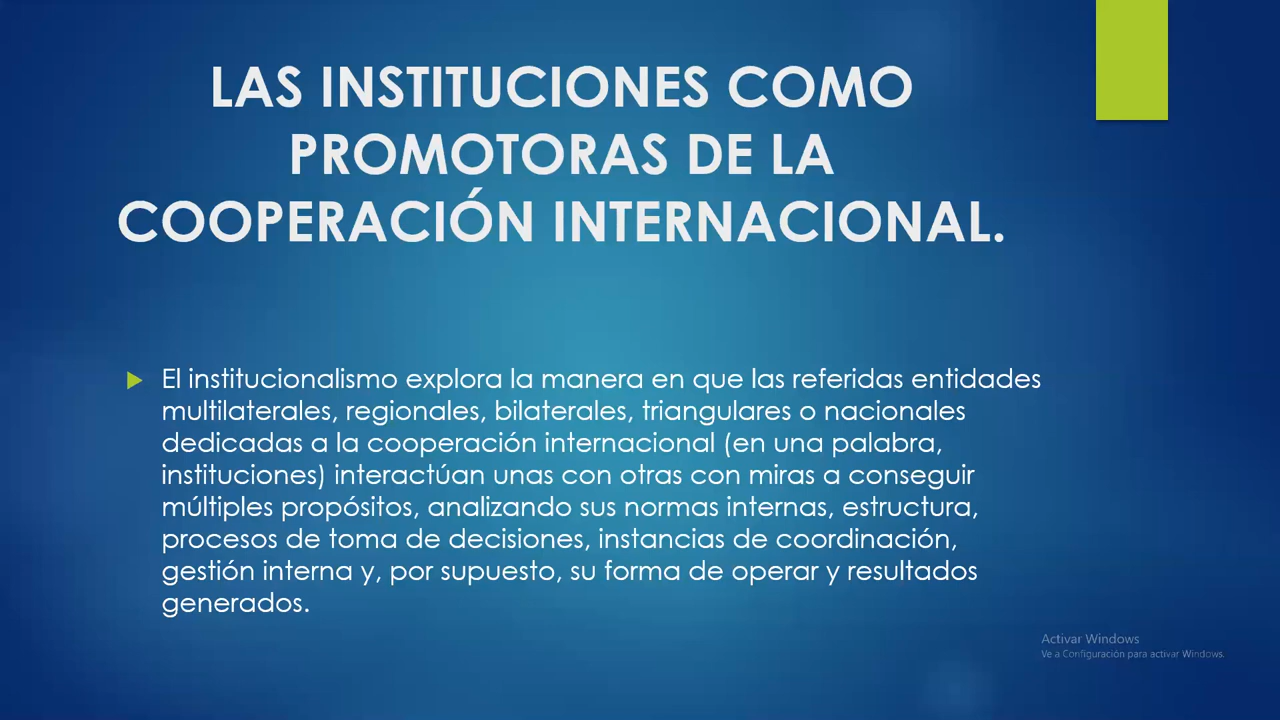 LAS INSTITUCIONES COMO
PROMOTORAS DE LA
COOPERACIÓN INTERNACIONAL.
El institucionalismo explora la manera en que las referidas entidades
multilaterales, regionales, bilaterales, triangulares o nacionales
dedicadas a la cooperación internacional (en una palabra,
instituciones) interactúan unas con otras con miras a conseguir
múltiples propósitos, analizando sus normas internas, estructura,
procesos de toma de decisiones, instancias de coordinación,
gestión interna y, por supuesto, su forma de operar y resultados
generados.
Activar Windows
Ve a Configuración para activar Windows.